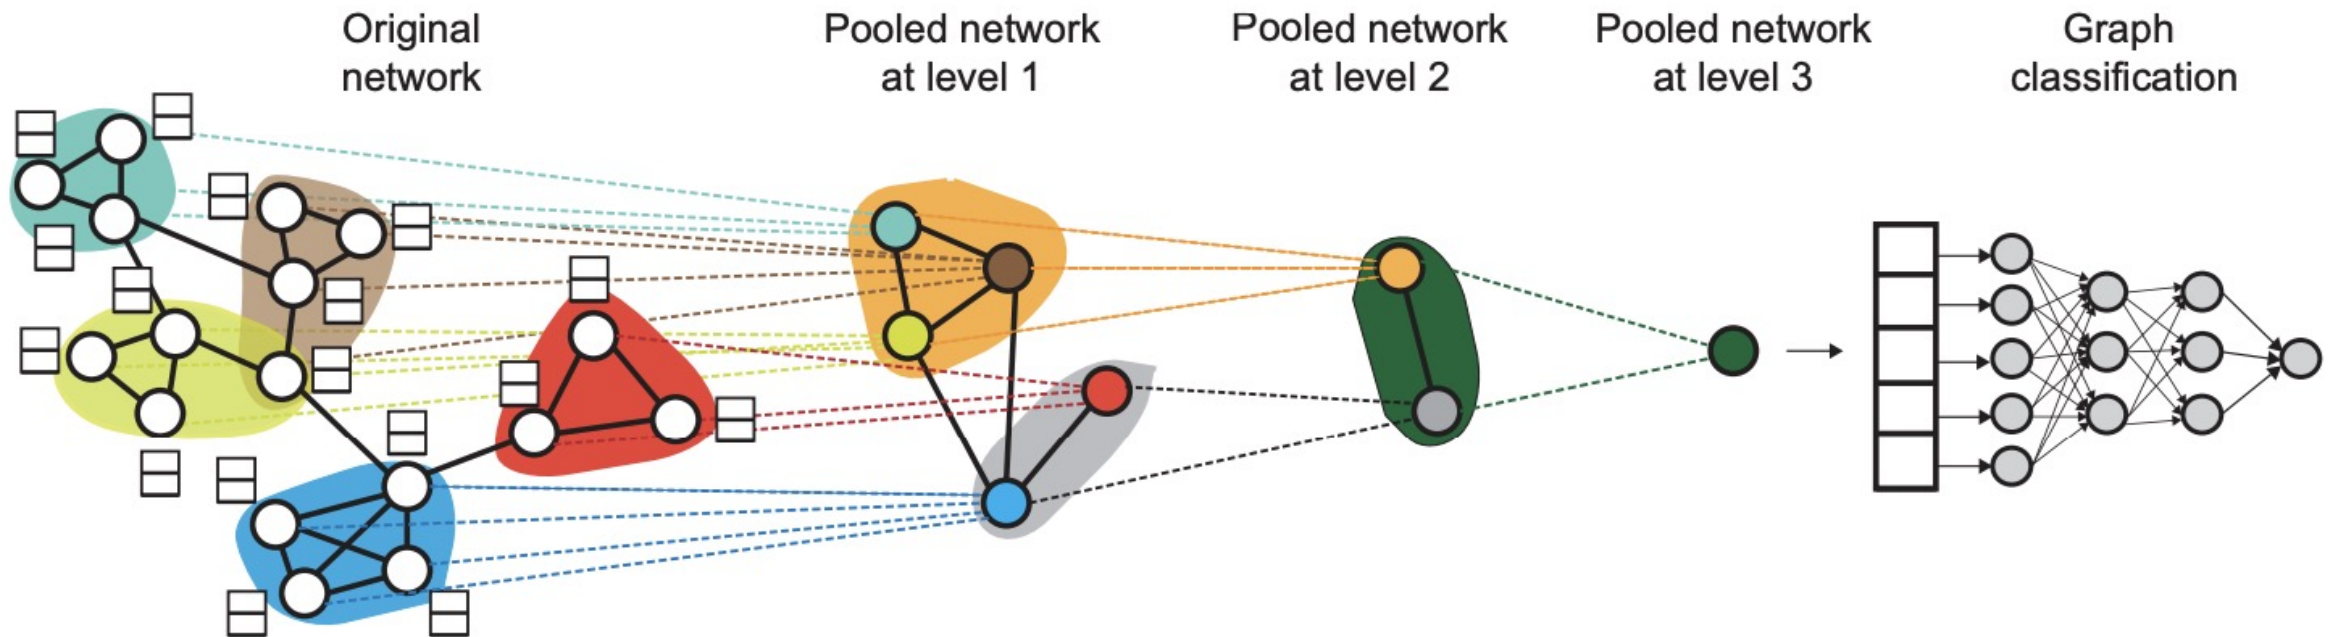 Original
network
Pooled network
at level 1
Pooled network
at level 2
Pooled network
at level 3
Graph
classification